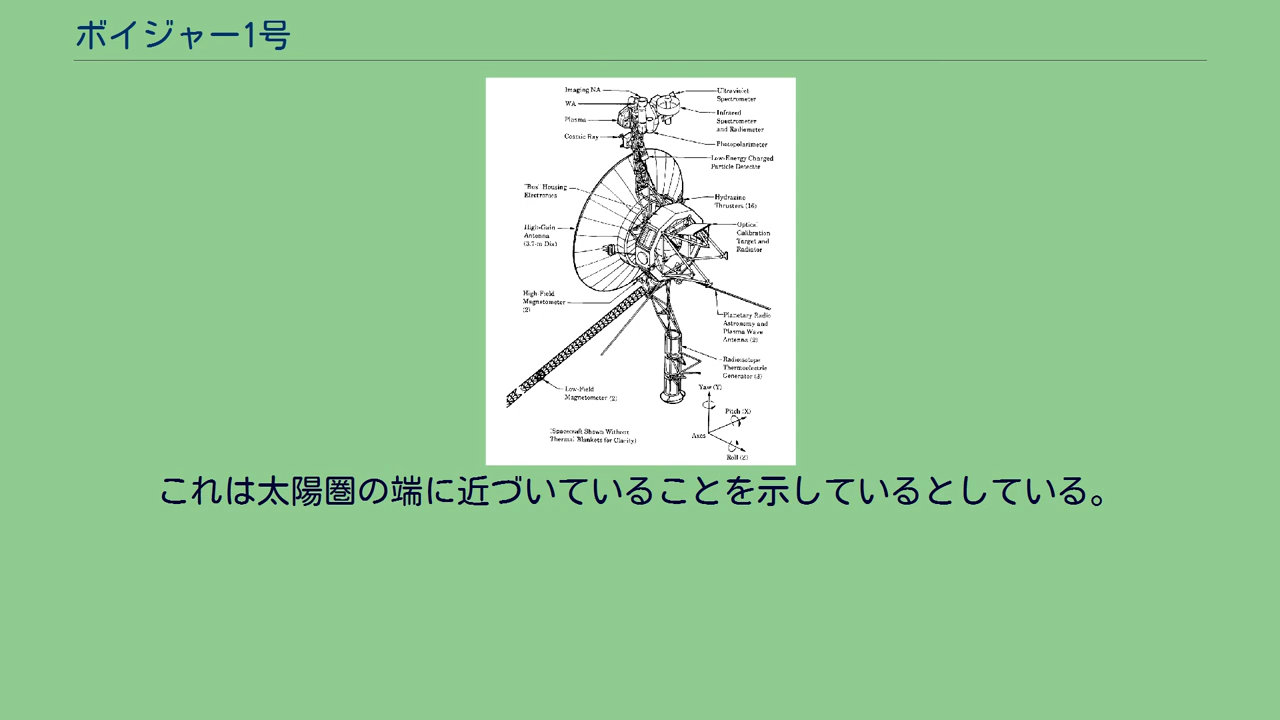 ボイジャー1号
Imaging NA
WA
Plasma
Cosmic Ray
"Bus" Housing
Electronics
High-Gain
Antenna
(3.7-m Dia)
High-Field
Magnetometer
(2)
Low-Field
Magnetometer (2)
(Spacecraft Shown Without
Thermal Blankets for Clarity)
Ultraviolet
Spectrometer
Infrared
Spectrometer
and Radiometer
Photopolarimeter
Low-Energy Charged
Particle Detector
Hydrazine
Thrusters (16)
Optical
Calibration
Target and
Radiator
Planetary Radio
Astronomy and
Plasma Wave
Antenna (2)
Radioisotope
Thermoelectric
Generator (3)
Yaw (Y)
Pitch (X)
Axes
Roll (Z)
これは太陽圏の端に近づいていることを示しているとしている。